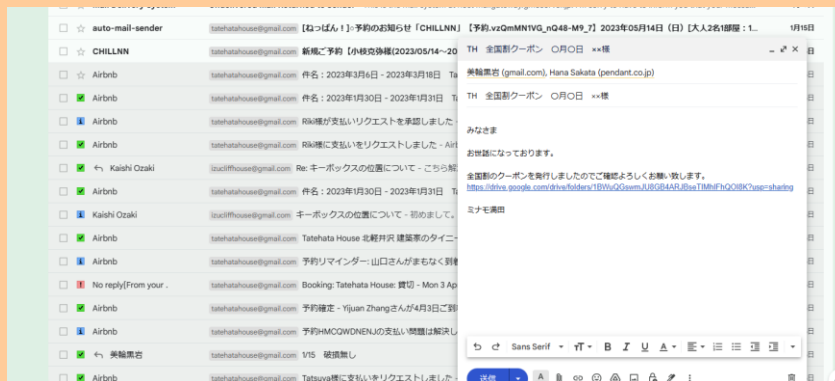 auto-mail-sender tatehatahouse@gmail.com 【ねっぱん！】◇予約のお知らせ「CHILLNN」【予約.vzQmMN1VG_nQ48-M9_7】2023年05月14日（日）[大人2名1部屋：1... 1月15日
CHILLNN tatehatahouse@gmail.com 新規ご予約【小枝克弥様(2023/05/14〜20
Airbnb tatehatahouse@gmail.com 件名：2023年3月6日 - 2023年3月18日 Ta
Airbnb tatehatahouse@gmail.com 件名：2023年1月30日 - 2023年1月31日 T
Airbnb tatehatahouse@gmail.com Riki様が支払いリクエストを承認しました -
Airbnb tatehatahouse@gmail.com Riki様に支払いをリクエストしました - Air
Kaishi Ozaki izucliffhouse@gmail.com Re: キーボックスの位置について - こちら解
Airbnb tatehatahouse@gmail.com 件名：2023年1月30日 - 2023年1月31日 T
Kaishi Ozaki izucliffhouse@gmail.com キーボックスの位置について - 初めまして。
Airbnb tatehatahouse@gmail.com Tatehata House 北軽井沢 建築家のタイニー
Airbnb tatehatahouse@gmail.com 予約リマインダー: 山口さんがまもなく到着
No reply[From your . tatehatahouse@gmail.com Booking: Tatehata House: 貸切 - Mon 3 Ap
Airbnb tatehatahouse@gmail.com 予約確定 - Yijuan Zhangさんが4月3日ご到
Airbnb tatehatahouse@gmail.com 予約HMCQWDNENJの支払い問題は解決し
美輪黒岩 tatehatahouse@gmail.com 1/15 破損無し
Airbnb tatehatahouse@gmail.com Tatsuya様に支払いをリクエストしました -
TH 全国割クーポン ○月○日 ××様
美輪黒岩 (gmail.com), Hana Sakata (pendant.co.jp)
TH 全国割クーポン ○月○日 ××様
みなさま
お世話になっております。
全国割のクーポンを発行しましたのでご確認よろしくお願い致します。
https://drive.google.com/drive/folders/1BWuQGswmJU8GB4ARJBseTIMhlFhQOI8K?usp=sharing
ミナモ満田
Sans Serif
送信